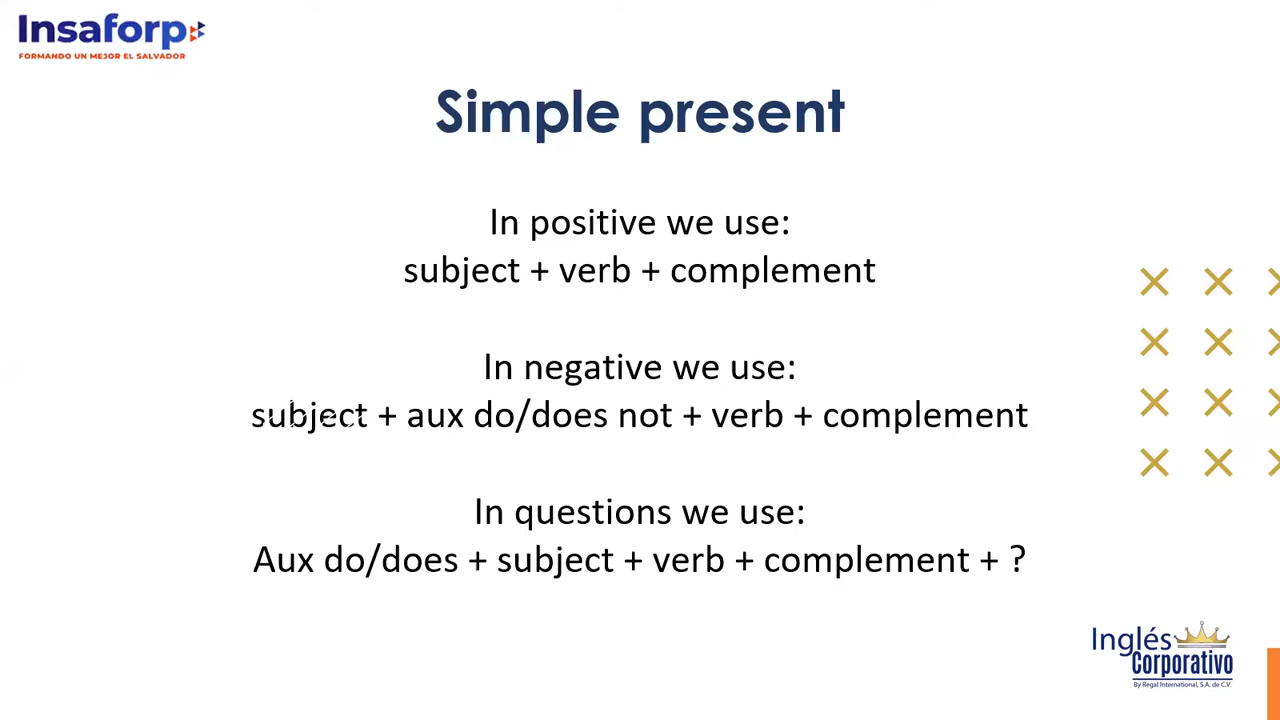 Insaforp
FORMANDO UN MEJOR EL SALVADOR
Simple present
In positive we use:
subject + verb + complement
In negative we use:
subject + aux do/does not + verb + complement
In questions we use:
Aux do/does + subject + verb + complement + ?
Inglés
Corporativo
By Regal International, S.A. de C.V.